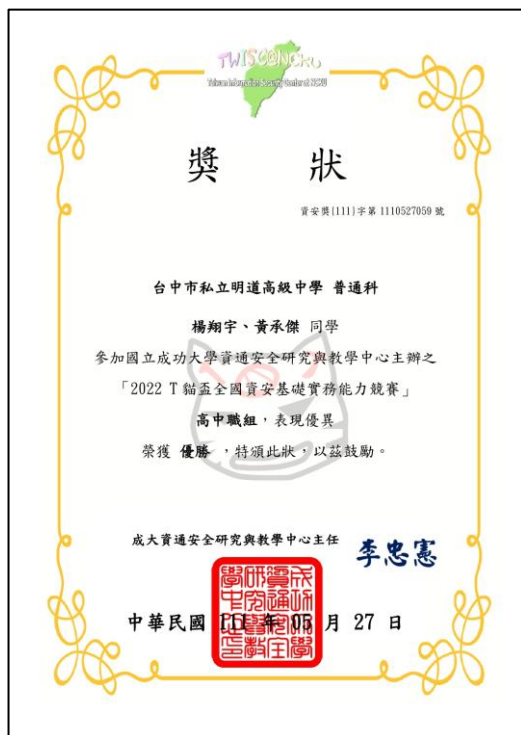 TWISC@NCKU
Taiwan Information Security Center at NCKU
獎 狀
資安獎(111)字第 1110527059 號
台中市私立明道高級中學 普通科
楊翔宇、黃承傑 同學
參加國立成功大學資通安全研究與教學中心主辦之
「2022 T 貓盃全國資安基礎實務能力競賽」
高中職組，表現優異
榮獲 優勝 ，特頒此狀，以茲鼓勵。
成大資通安全研究與教學中心主任 李忠憲
中華民國 111 年 05 月 27 日